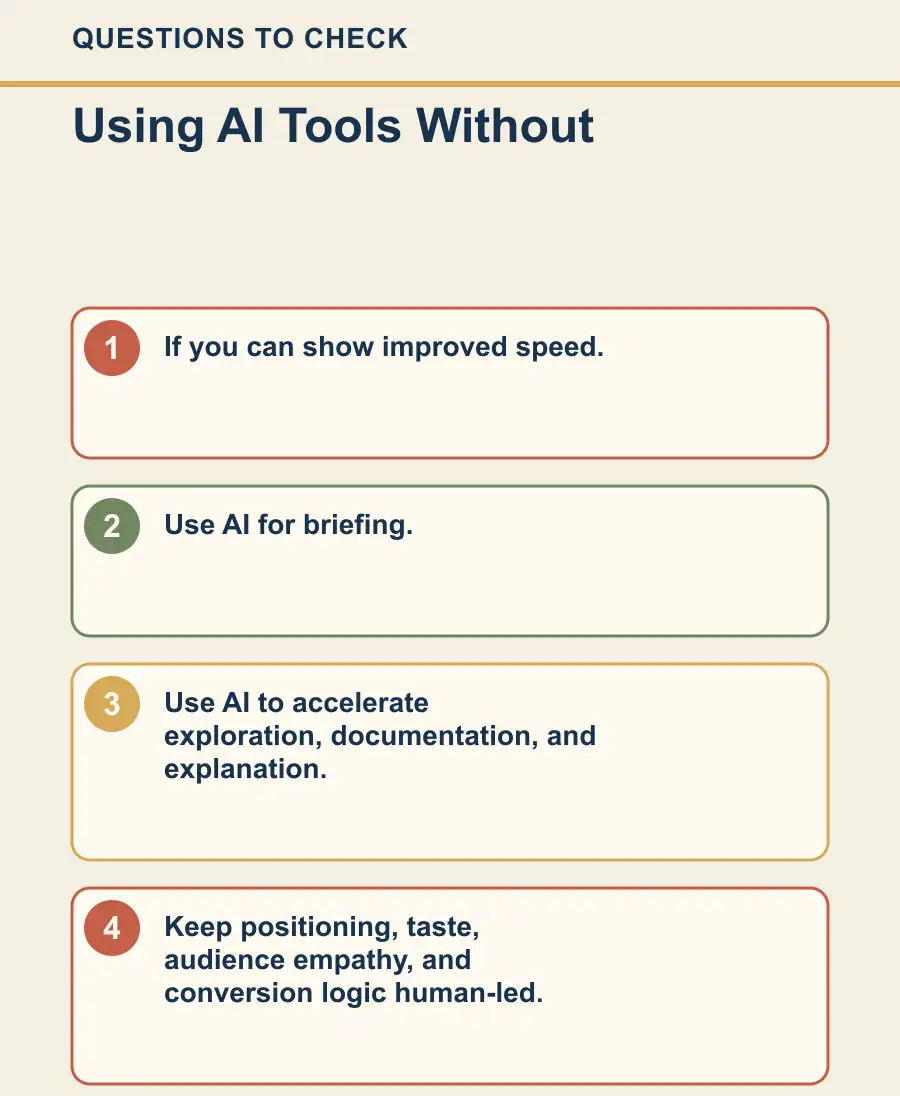 QUESTIONS TO CHECK
Using AI Tools Without
1
If you can show improved speed.
2
Use AI for briefing.
3
Use AI to accelerate
exploration, documentation, and
explanation.
4
Keep positioning, taste,
audience empathy, and
conversion logic human-led.